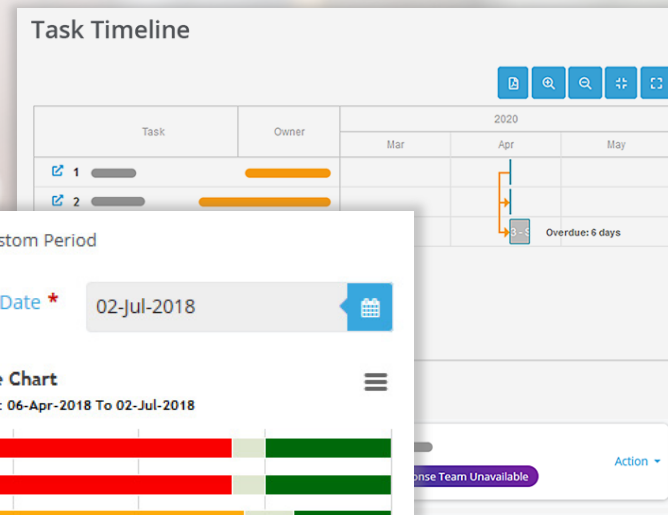 Task Timeline
Task
Owner
2020
Mar
Apr
May
1
2
Overdue: 6 days
stom Period
Date *
02-Jul-2018
Chart
06-Apr-2018 To 02-Jul-2018
Action
nse Team Unavailable